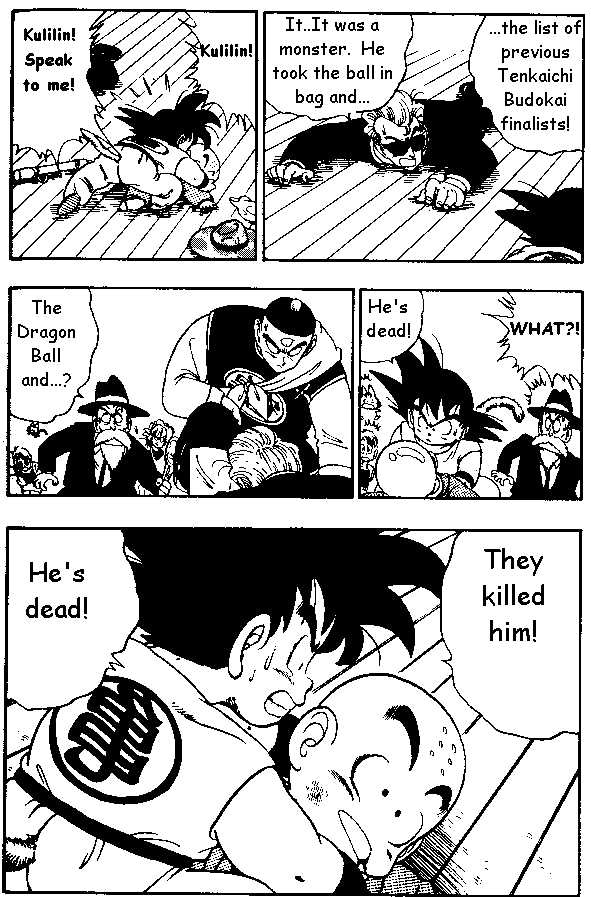 Kulilin!
Speak
to me!
Kulilin!
It..It was a
monster. He
took the ball in
bag and...
...the list of
previous
Tenkaichi
Budokai
finalists!
The
Dragon
Ball
and...?
He's
dead!
WHAT?!
He's
dead!
They
killed
him!